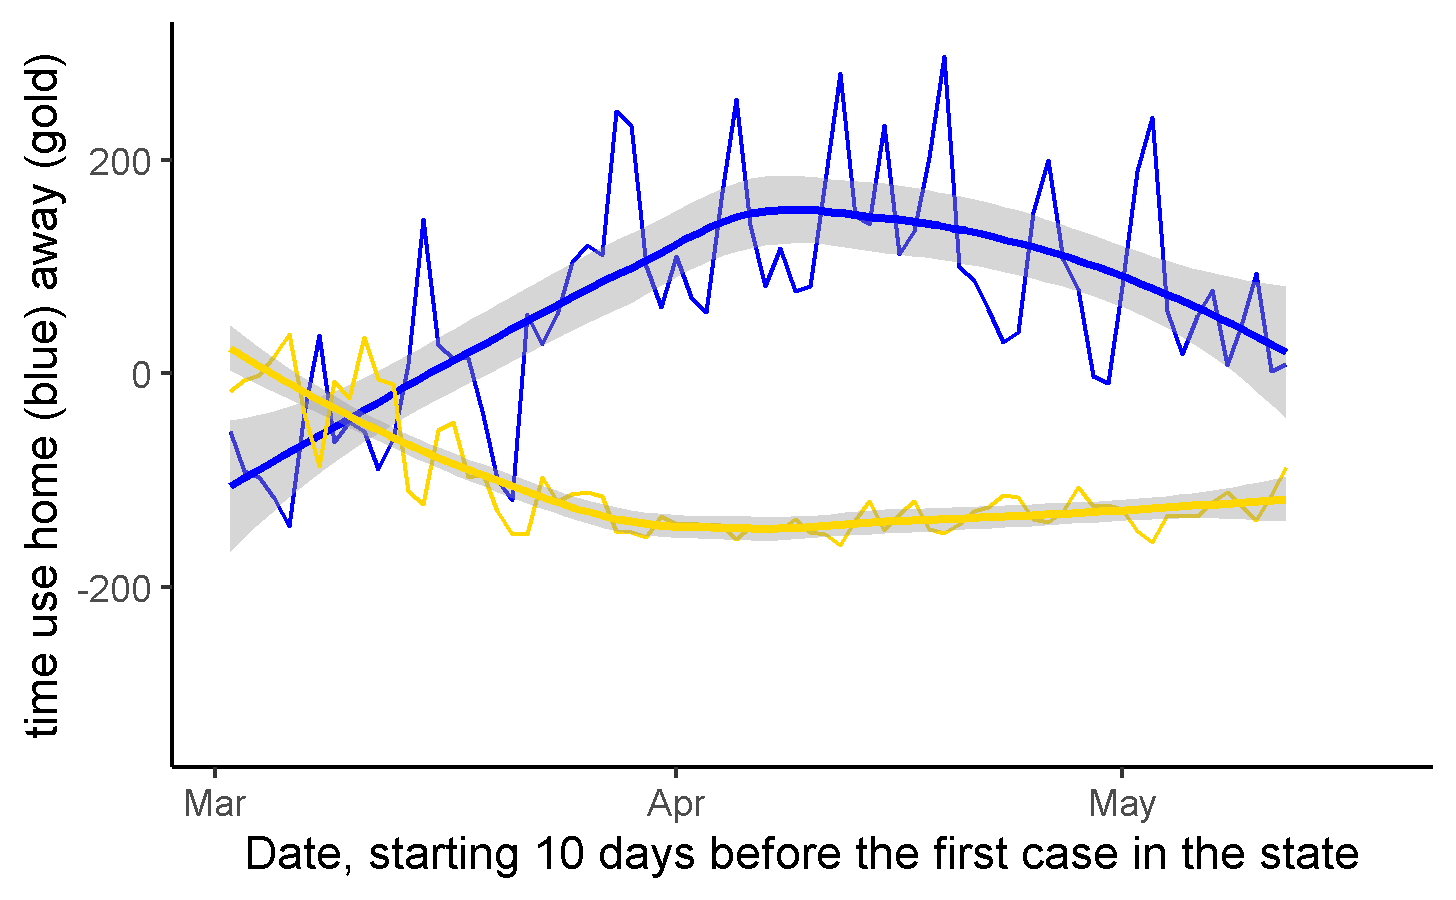 time use home (blue) away (gold)
200
0
-200
Mar Apr May
Date, starting 10 days before the first case in the state